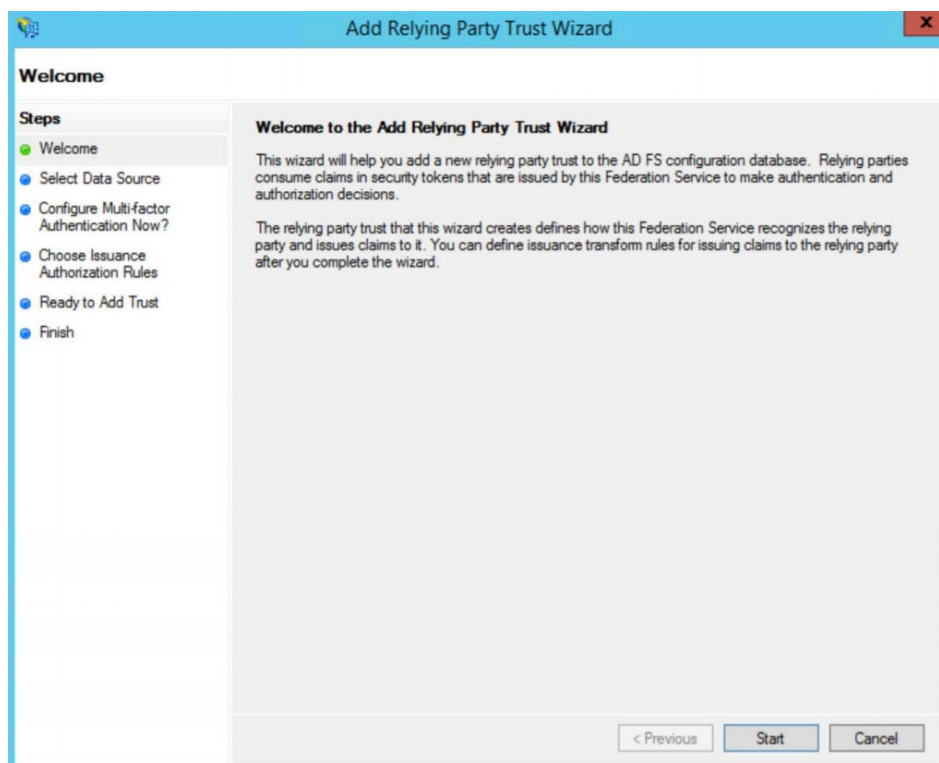 Add Relying Party Trust Wizard
x
Welcome
Steps
Welcome
Select Data Source
Configure Multi-factor
Authentication Now?
Choose Issuance
Authorization Rules
Ready to Add Trust
Finish
Welcome to the Add Relying Party Trust Wizard
This wizard will help you add a new relying party trust to the AD FS configuration database.  Relying parties
consume claims in security tokens that are issued by this Federation Service to make authentication and
authorization decisions.
The relying party trust that this wizard creates defines how this Federation Service recognizes the relying
party and issues claims to it. You can define issuance transform rules for issuing claims to the relying party
after you complete the wizard.
< Previous
Start
Cancel